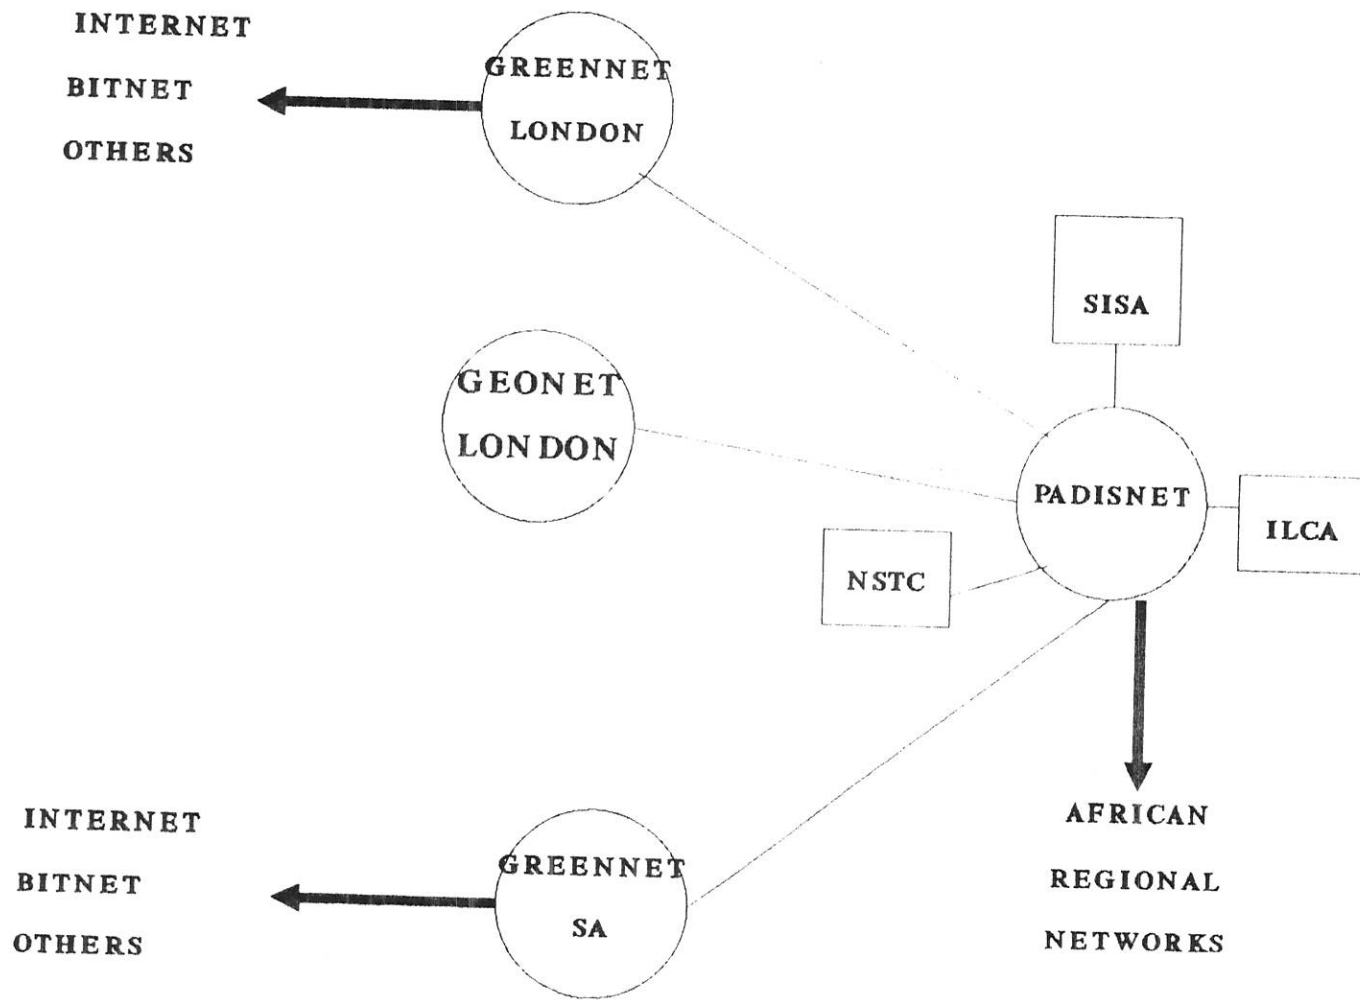 INTERNET
BITNET
OTHERS
GREENNET
LONDON
SISA
GEONET
LONDON
PADISNET
ILCA
NSTC
AFRICAN
REGIONAL
NETWORKS
INTERNET
BITNET
OTHERS
GREENNET
SA